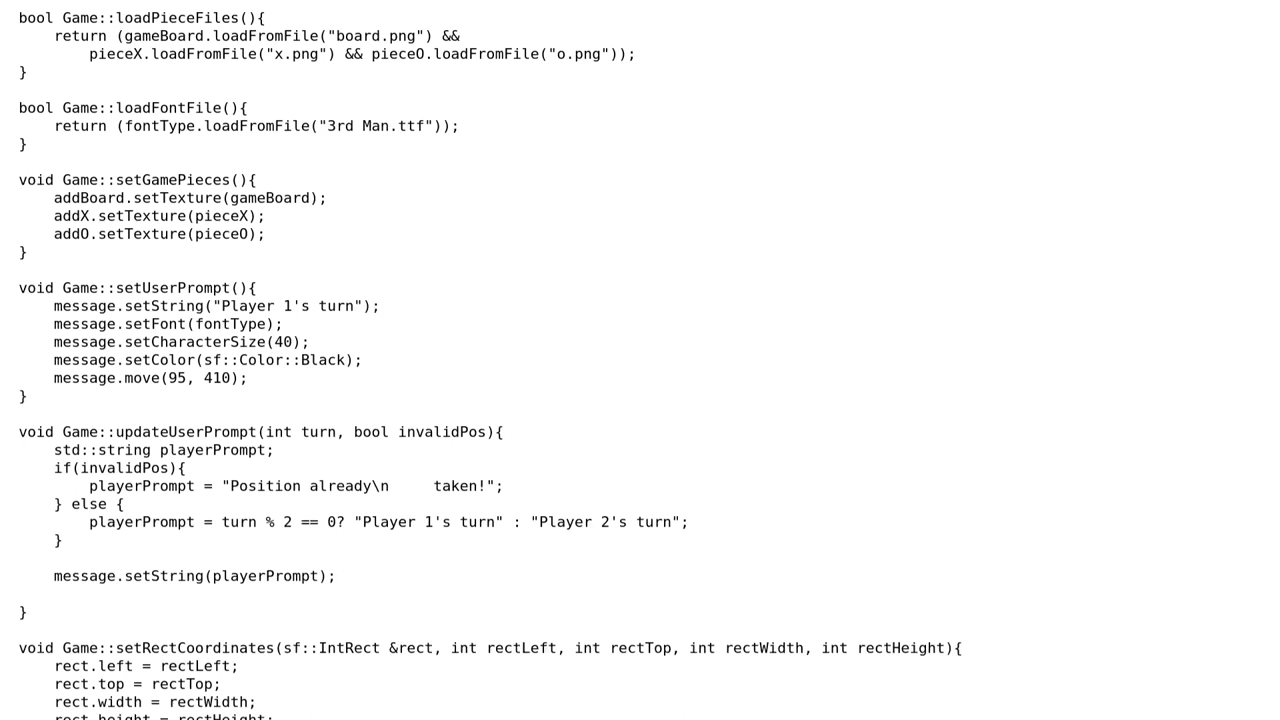 bool Game::loadPieceFiles(){
    return (gameBoard.loadFromFile("board.png") &&
        pieceX.loadFromFile("x.png") && pieceO.loadFromFile("o.png"));
}

bool Game::loadFontFile(){
    return (fontType.loadFromFile("3rd Man.ttf"));
}

void Game::setGamePieces(){
    addBoard.setTexture(gameBoard);
    addX.setTexture(pieceX);
    addO.setTexture(pieceO);
}

void Game::setUserPrompt(){
    message.setString("Player 1's turn");
    message.setFont(fontType);
    message.setCharacterSize(40);
    message.setColor(sf::Color::Black);
    message.move(95, 410);
}

void Game::updateUserPrompt(int turn, bool invalidPos){
    std::string playerPrompt;
    if(invalidPos){
        playerPrompt = "Position already\n     taken!";
    } else {
        playerPrompt = turn % 2 == 0? "Player 1's turn" : "Player 2's turn";
    }

    message.setString(playerPrompt);

}

void Game::setRectCoordinates(sf::IntRect &rect, int rectLeft, int rectTop, int rectWidth, int rectHeight){
    rect.left = rectLeft;
    rect.top = rectTop;
    rect.width = rectWidth;
    rect.height = rectHeight;